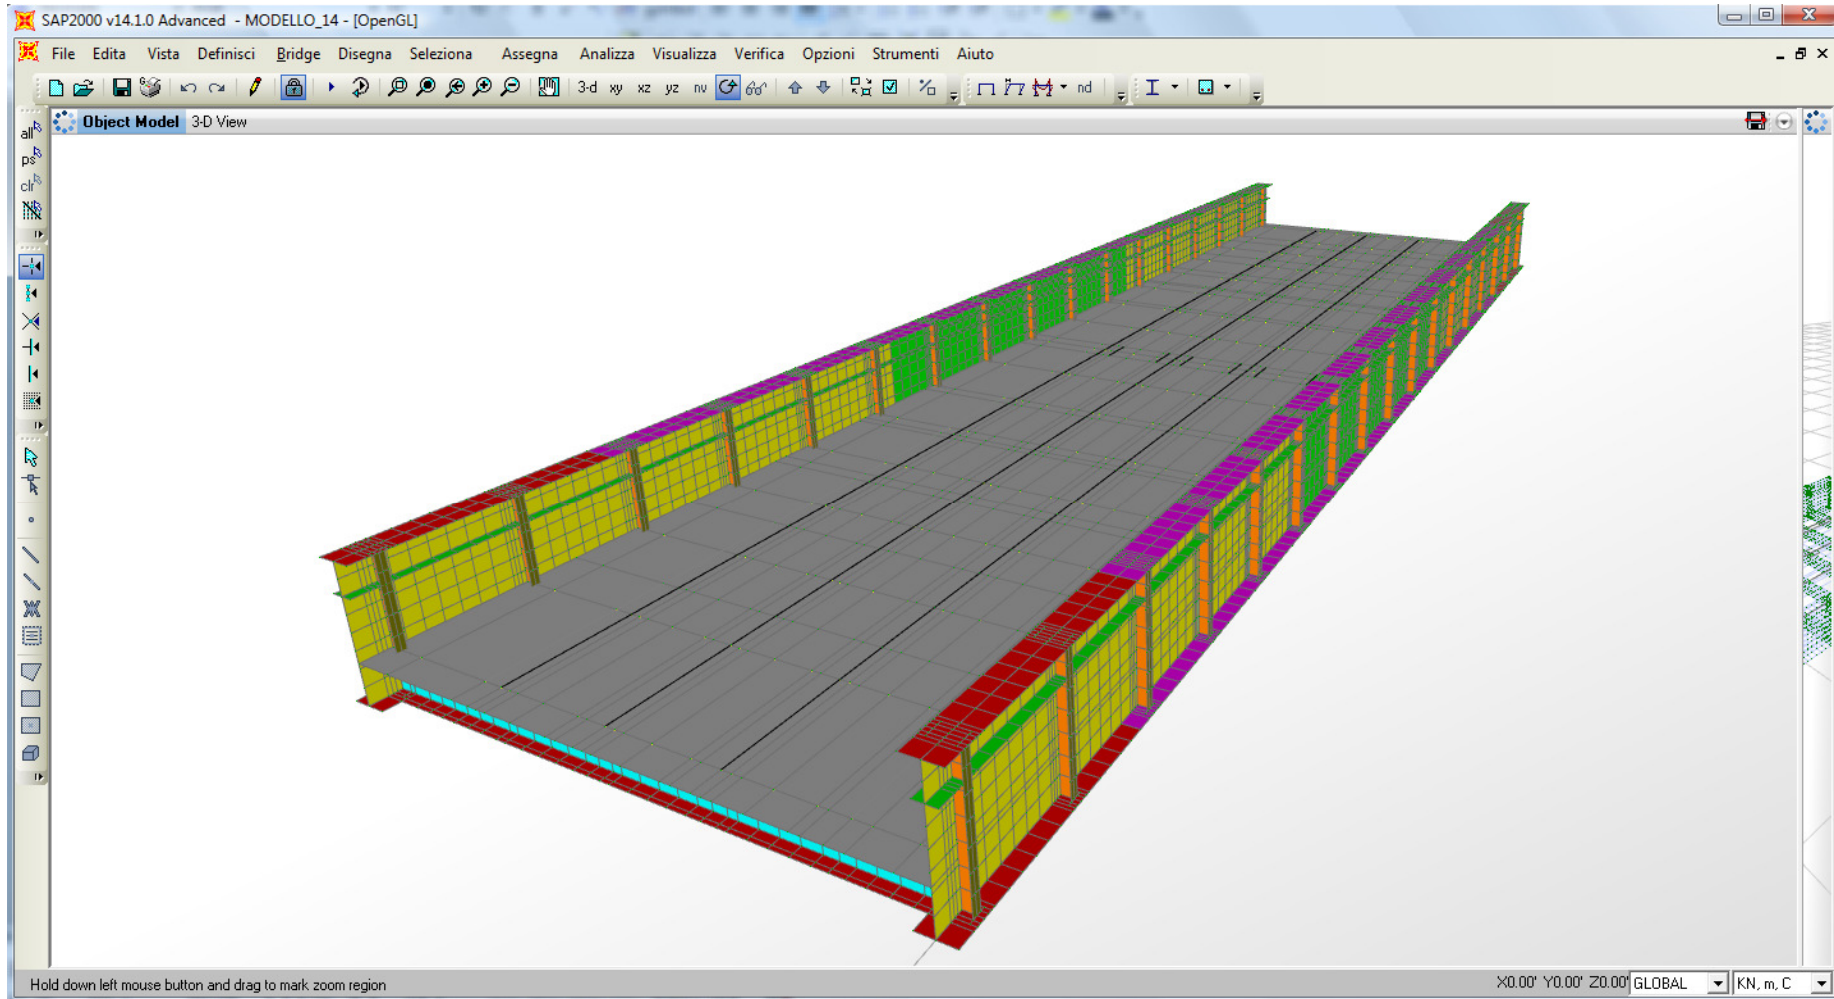 SAP2000 v14.1.0 Advanced - MODELLO_14 - [OpenGL]
File Edita Vista Definisci Bridge Disegna Seleziona Assegna Analizza Visualizza Verifica Opzioni Strumenti Aiuto
3-d xy xz yz nv nd
Object Model 3-D View
all
ps
clr
Hold down left mouse button and drag to mark zoom region
X0.00' Y0.00' Z0.00' GLOBAL KN, m, C